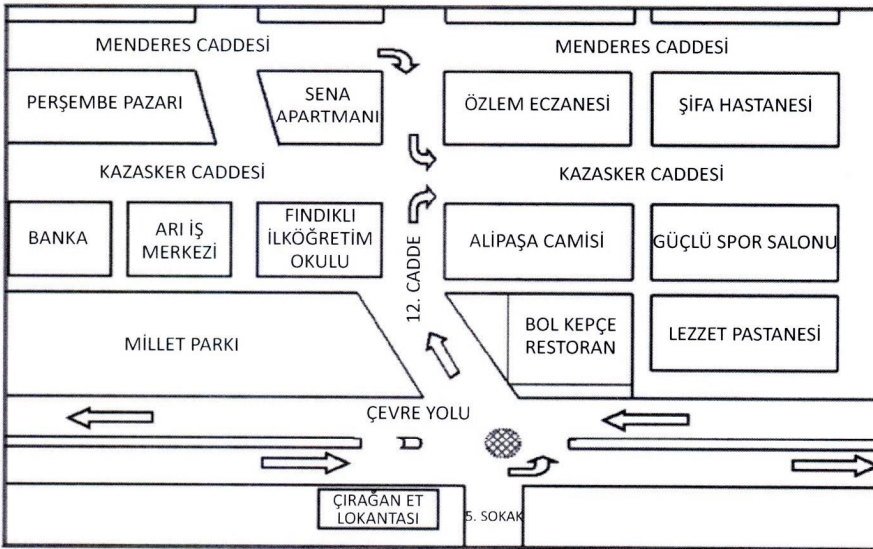 MENDERES CADDESİ
MENDERES CADDESİ
PERŞEMBE PAZARI
SENA
APARTMANI
ÖZLEM ECZANESİ
ŞİFA HASTANESİ
KAZASKER CADDESİ
KAZASKER CADDESİ
BANKA
ARI İŞ
MERKEZİ
FINDIKLI
İLKÖĞRETİM
OKULU
12. CADDE
ALİPAŞA CAMİSİ
GÜÇLÜ SPOR SALONU
MİLLET PARKI
BOL KEPÇE
RESTORAN
LEZZET PASTANESİ
ÇEVRE YOLU
ÇIRAĞAN ET
LOKANTASI
5. SOKAK